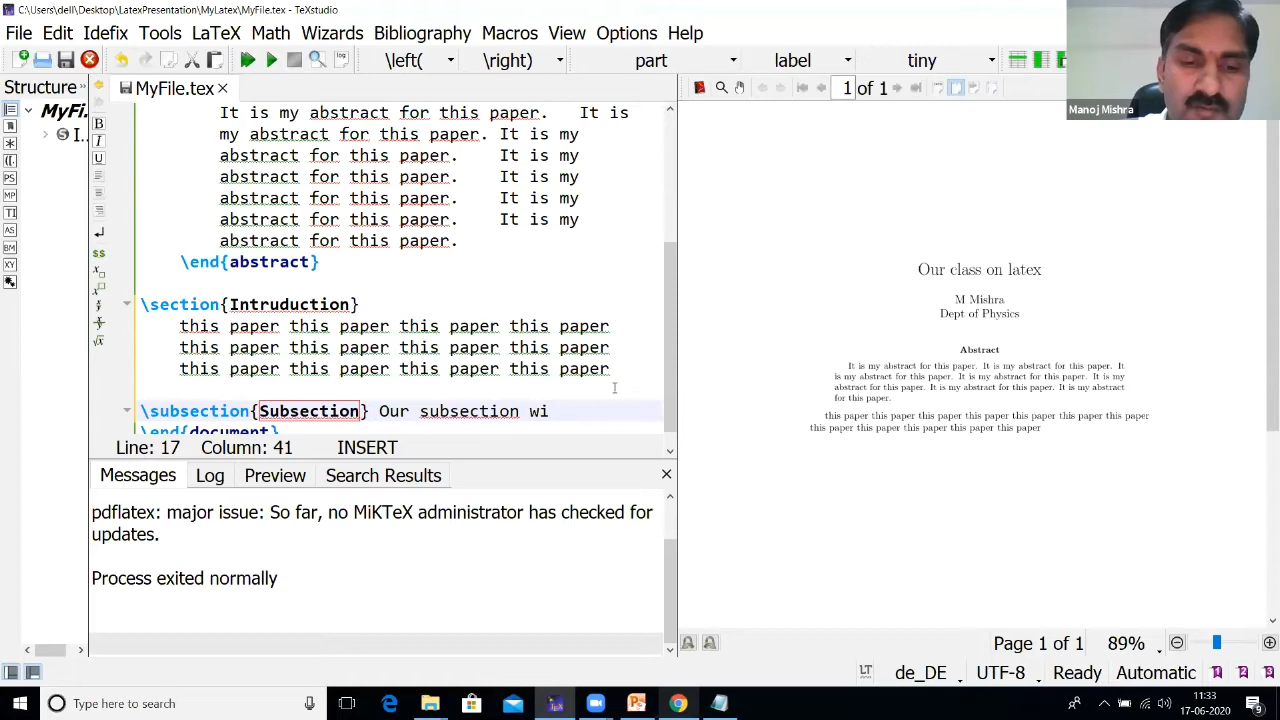 C:\Users\dell\Desktop\LatexPresentation\MyLatex\MyFile.tex - TeXstudio
File Edit Idefix Tools LaTeX Math Wizards Bibliography Macros View Options Help
\left( \right) part label tiny
Manoj Mishra
Structure MyFile.tex 1 of 1
MyFi...
I...
It is my abstract for this paper. It is
my abstract for this paper. It is my
abstract for this paper. It is my
abstract for this paper. It is my
abstract for this paper. It is my
abstract for this paper. It is my
abstract for this paper.
\end{abstract}
\section{Intruduction}
this paper this paper this paper this paper
this paper this paper this paper this paper
this paper this paper this paper this paper
\subsection{Subsection} Our subsection wi
\end{document}
Line: 17 Column: 41 INSERT
Messages Log Preview Search Results
pdflatex: major issue: So far, no MiKTeX administrator has checked for
updates.
Process exited normally
Our class on latex
M Mishra
Dept of Physics
Abstract
It is my abstract for this paper. It is my abstract for this paper. It
is my abstract for this paper. It is my abstract for this paper. It is my
abstract for this paper. It is my abstract for this paper. It is my abstract
for this paper.
this paper this paper this paper this paper this paper this paper this paper
this paper this paper this paper this paper this paper
Page 1 of 1 89%
de_DE UTF-8 Ready Automatic
Type here to search
11:33
17-06-2020